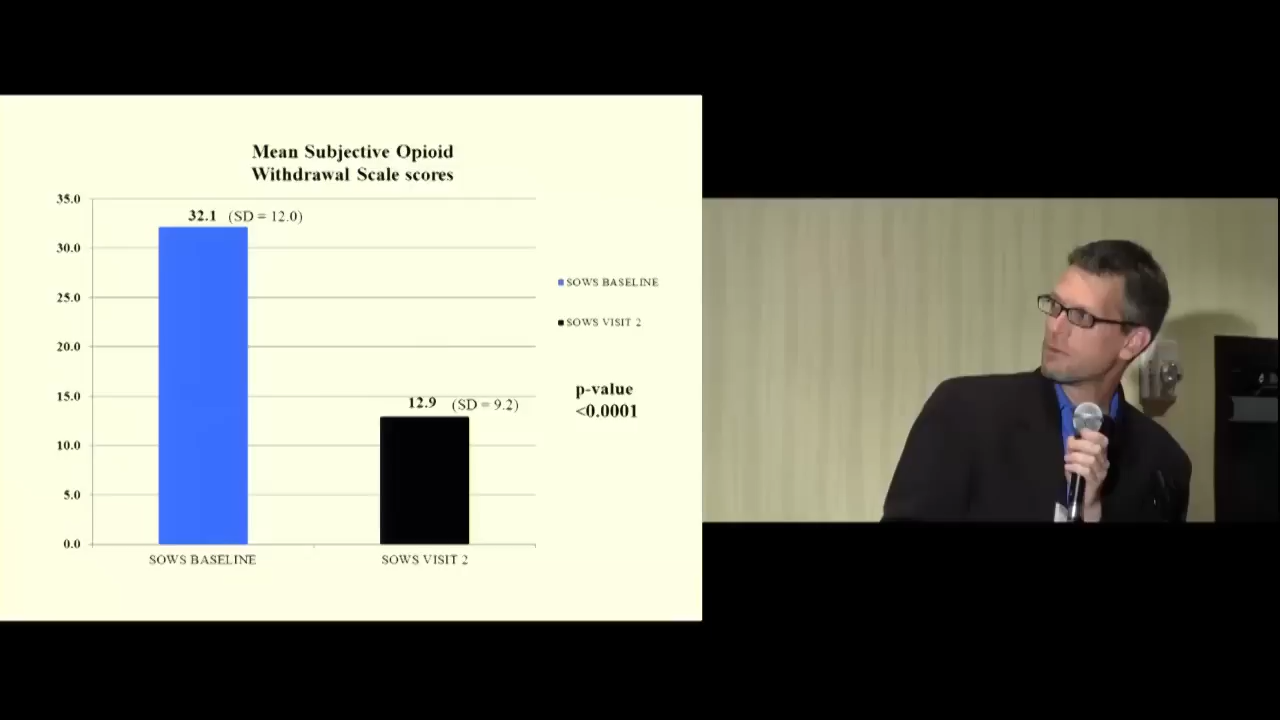 Mean Subjective Opioid
Withdrawal Scale scores
35.0
30.0
25.0
20.0
15.0
10.0
5.0
0.0
32.1 (SD = 12.0)
12.9 (SD = 9.2)
SOWS BASELINE
SOWS VISIT 2
SOWS BASELINE
SOWS VISIT 2
p-value
<0.0001